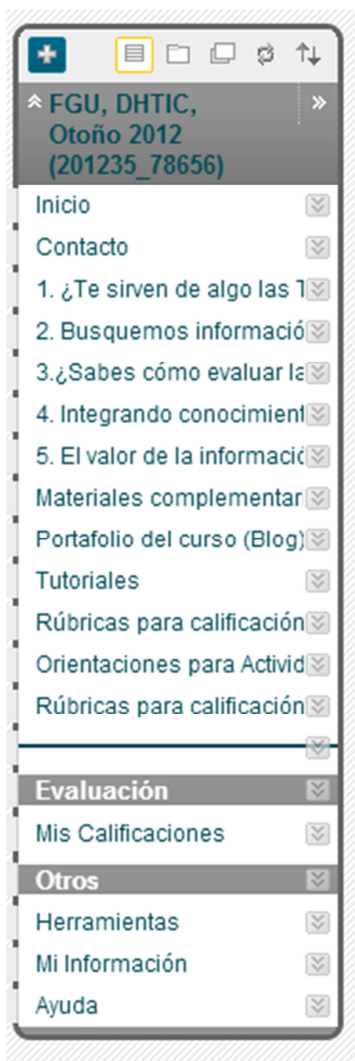 FGU, DHTIC,
Otoño 2012
(201235_78656)
Inicio
Contacto
1. ¿Te sirven de algo las
2. Busquemos informació
3.¿Sabes cómo evaluar la
4. Integrando conocimient
5. El valor de la informació
Materiales complementar
Portafolio del curso (Blog)
Tutoriales
Rúbricas para calificación
Orientaciones para Activid
Rúbricas para calificación
Evaluación
Mis Calificaciones
Otros
Herramientas
Mi Información
Ayuda